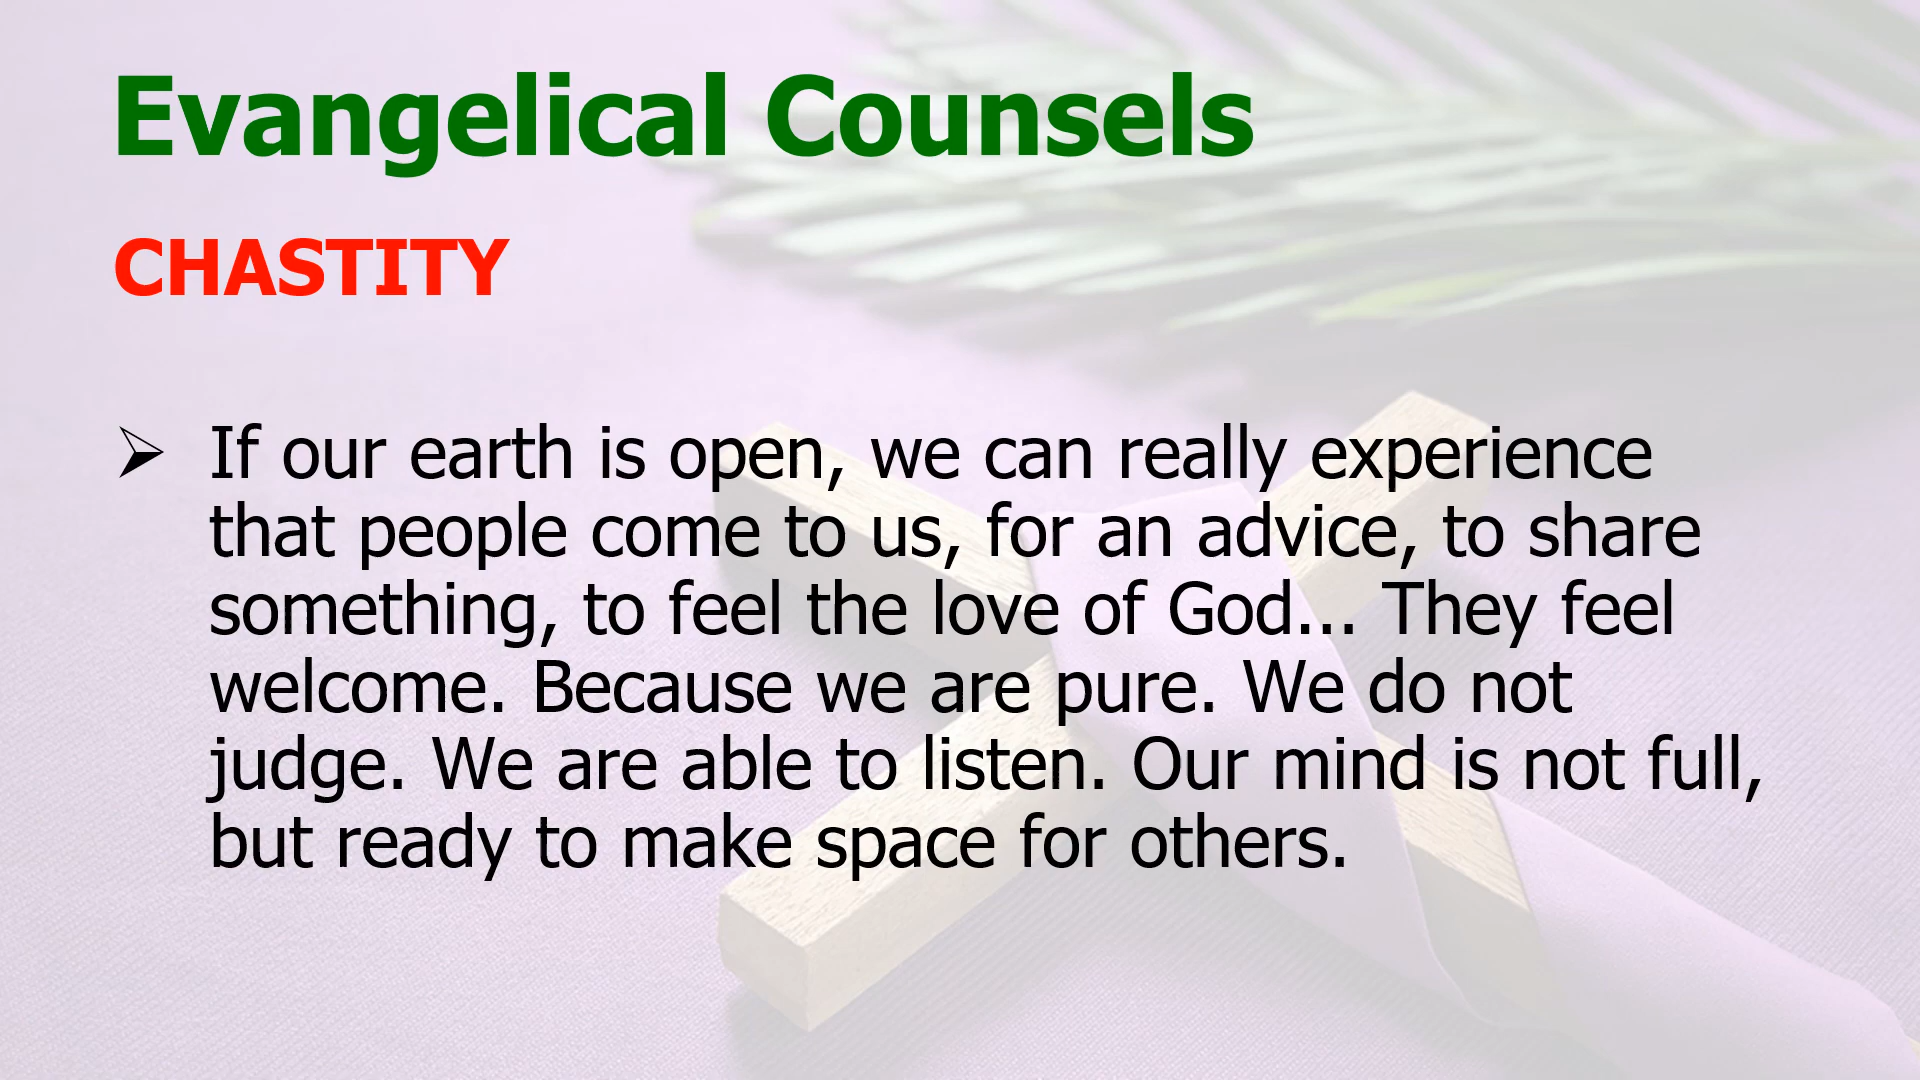 Evangelical Counsels
CHASTITY
➢ If our earth is open, we can really experience
that people come to us, for an advice, to share
something, to feel the love of God... They feel
welcome. Because we are pure. We do not
judge. We are able to listen. Our mind is not full,
but ready to make space for others.